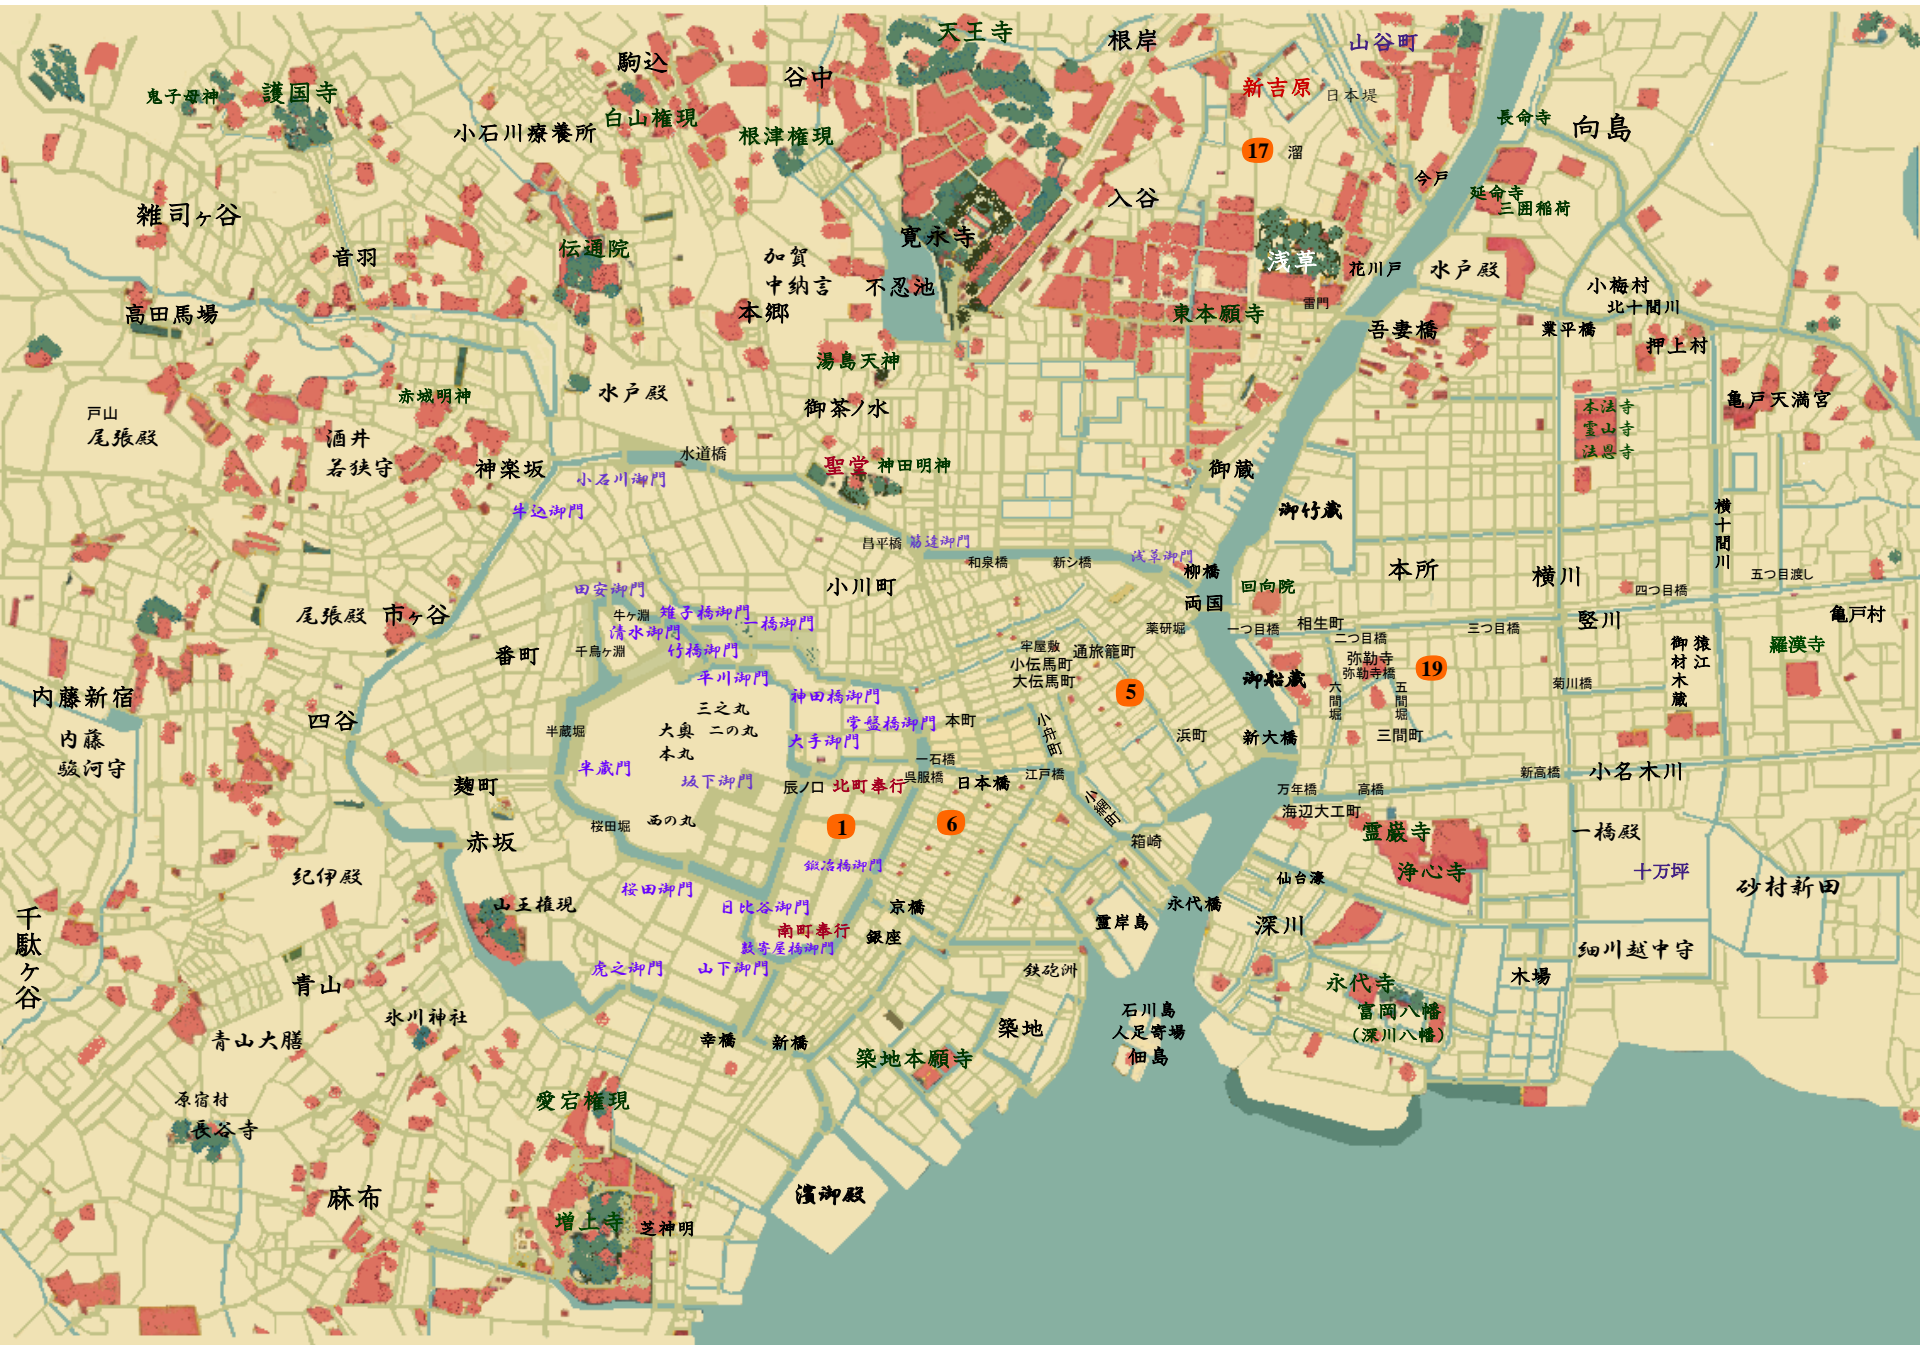 天王寺
根岸
山谷町
駒込
谷中
新吉原
日本堤
鬼子母神
護国寺
小石川療養所
白山権現
根津権現
長命寺
向島
17
溜
今戸
延命寺
三囲稲荷
雑司ヶ谷
入谷
音羽
伝通院
寛永寺
加賀
中納言
不忍池
浅草
花川戸
水戸殿
小梅村
北十間川
高田馬場
本郷
東本願寺
雷門
吾妻橋
業平橋
押上村
湯島天神
赤城明神
水戸殿
御茶ノ水
亀戸天満宮
本法寺
霊山寺
法恩寺
戸山
尾張殿
酒井
若狭守
神楽坂
水道橋
聖堂
神田明神
御蔵
小石川御門
牛込御門
御竹蔵
横十間川
昌平橋
筋違御門
和泉橋
新シ橋
浅草御門
柳橋
本所
横川
五つ目渡し
田安御門
小川町
回向院
四つ目橋
両国
尾張殿
市ヶ谷
牛ヶ淵
雉子橋御門
一橋御門
清水御門
薬研堀
一つ目橋
相生町
二つ目橋
三つ目橋
竪川
亀戸村
番町
千鳥ヶ淵
竹橋御門
牢屋敷
通旅籠町
小伝馬町
大伝馬町
弥勒寺
弥勒寺橋
19
御材木蔵
猿江
羅漢寺
平川御門
5
御船蔵
六間堀
五間堀
菊川橋
内藤新宿
四谷
神田橋御門
三之丸
大奥
二の丸
本丸
常盤橋御門
本町
小舟町
浜町
新大橋
三間町
半蔵堀
大手御門
内藤
駿河守
半蔵門
一石橋
呉服橋
日本橋
江戸橋
新高橋
小名木川
麹町
坂下御門
辰ノ口
北町奉行
小網町
万年橋
高橋
海辺大工町
桜田堀
西の丸
1
6
赤坂
箱崎
霊巌寺
一橋殿
鍛冶橋御門
浄心寺
十万坪
砂村新田
紀伊殿
桜田御門
仙台濠
山王権現
日比谷御門
京橋
永代橋
霊岸島
深川
千駄ヶ谷
南町奉行
銀座
数寄屋橋御門
細川越中守
虎之御門
山下御門
鉄砲洲
木場
青山
永代寺
氷川神社
石川島
人足寄場
佃島
富岡八幡
(深川八幡)
青山大膳
幸橋
新橋
築地
築地本願寺
原宿村
長谷寺
愛宕権現
麻布
濱御殿
増上寺
芝神明